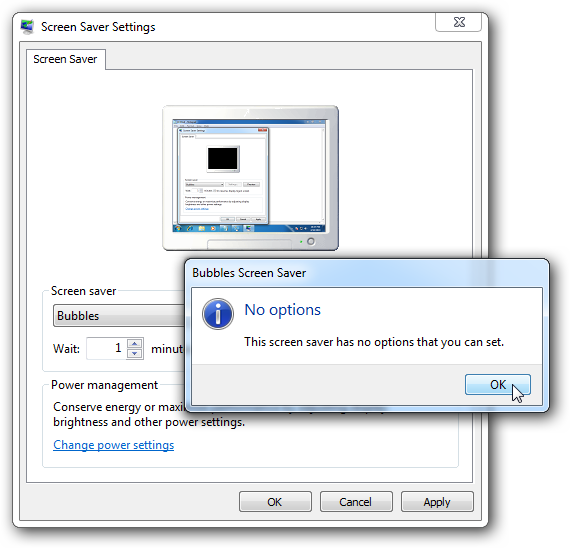 Screen Saver Settings
Screen Saver
Screen saver
Bubbles
Wait: 1 minut
Power management
Conserve energy or maxi
brightness and other power settings.
Change power settings
OK Cancel Apply
Bubbles Screen Saver
No options
This screen saver has no options that you can set.
OK